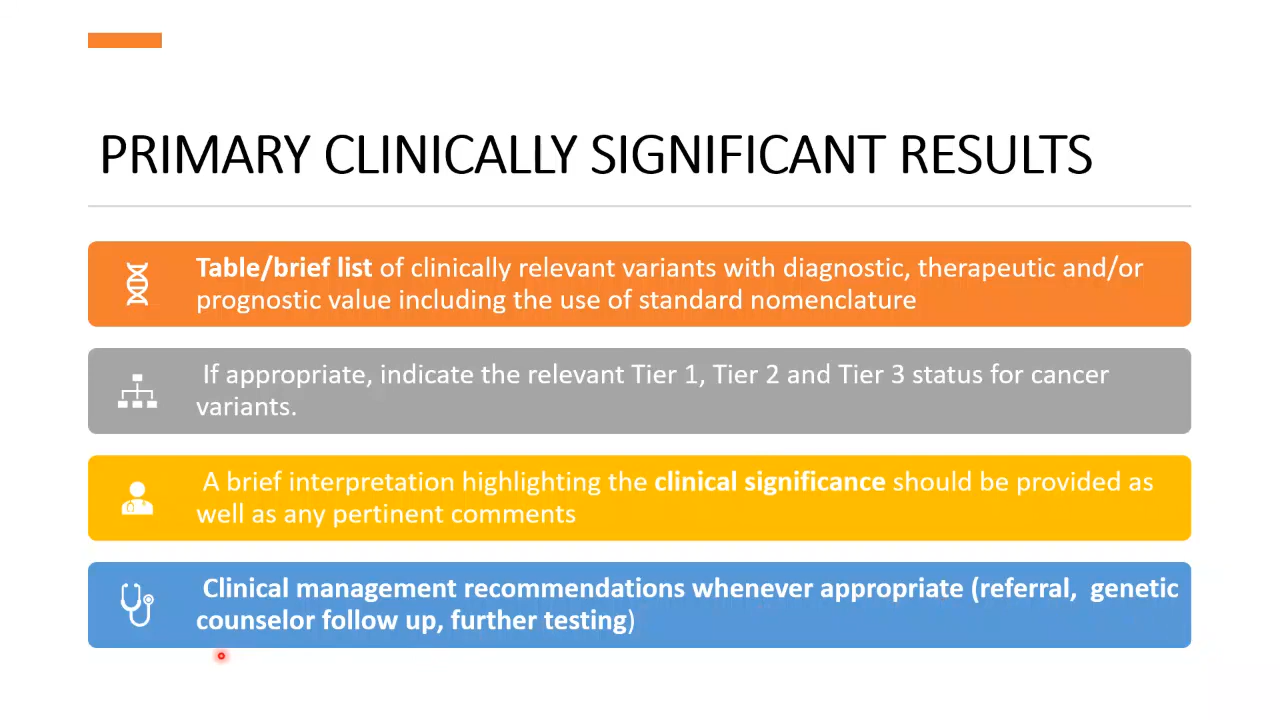 PRIMARY CLINICALLY SIGNIFICANT RESULTS
Table/brief list of clinically relevant variants with diagnostic, therapeutic and/or
prognostic value including the use of standard nomenclature
If appropriate, indicate the relevant Tier 1, Tier 2 and Tier 3 status for cancer
variants.
A brief interpretation highlighting the clinical significance should be provided as
well as any pertinent comments
Clinical management recommendations whenever appropriate (referral, genetic
counselor follow up, further testing)